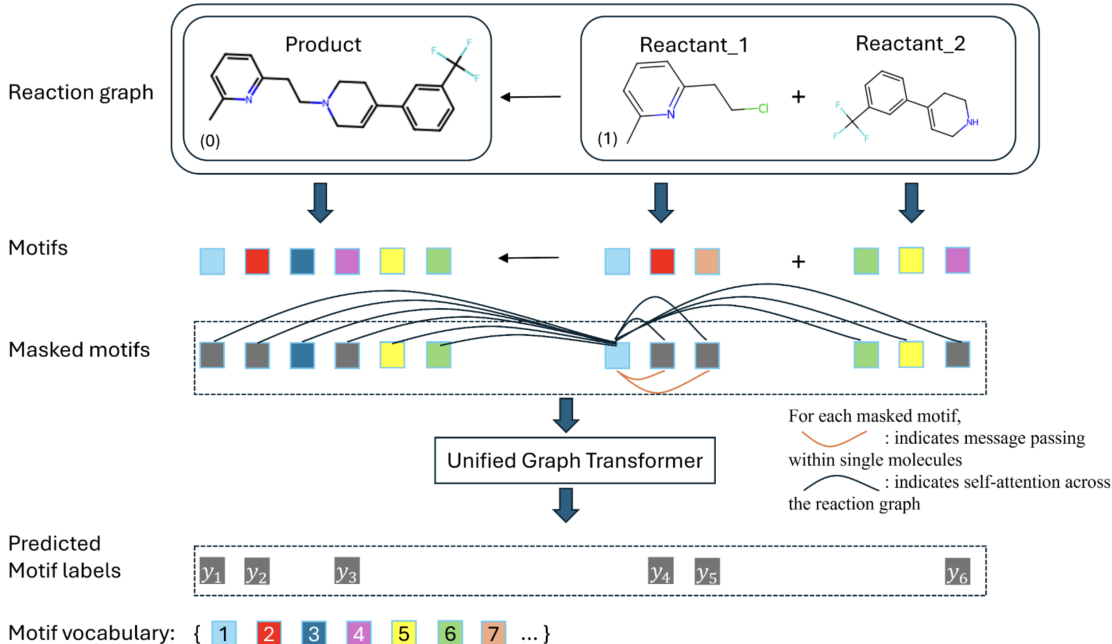 Reaction graph
Product
Reactant_1
Reactant_2
F
F
F
N
N
(0)
N
Cl
(1)
+
F
F
F
NH
Motifs
+
Masked motifs
For each masked motif,
: indicates message passing
within single molecules
: indicates self-attention across
the reaction graph
Unified Graph Transformer
Predicted
Motif labels
y₁ y₂ y₃ y₄ y₅ y₆
Motif vocabulary: { 1 2 3 4 5 6 7 ... }